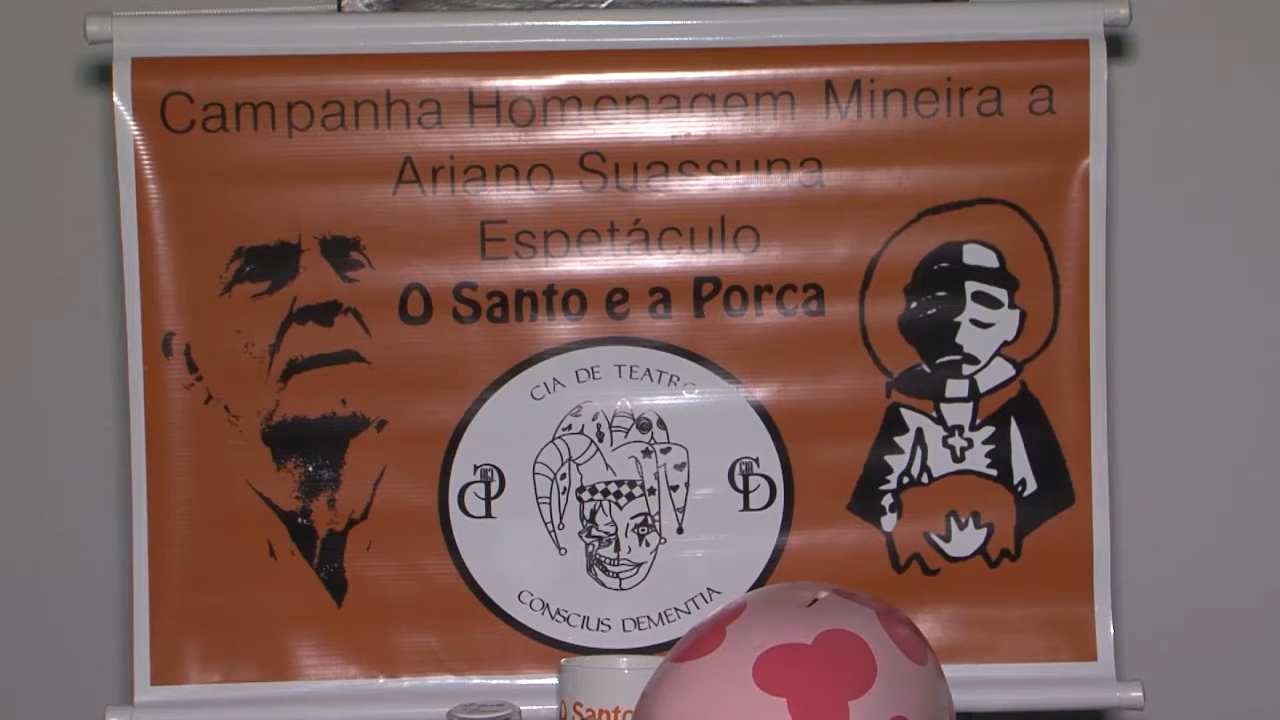 Campanha Homenagem Mineira a
Ariano Suassuna
Espetáculo
O Santo e a Porca
CIA DE TEATRO
CONSCIUS DEMENTIA
O Santo